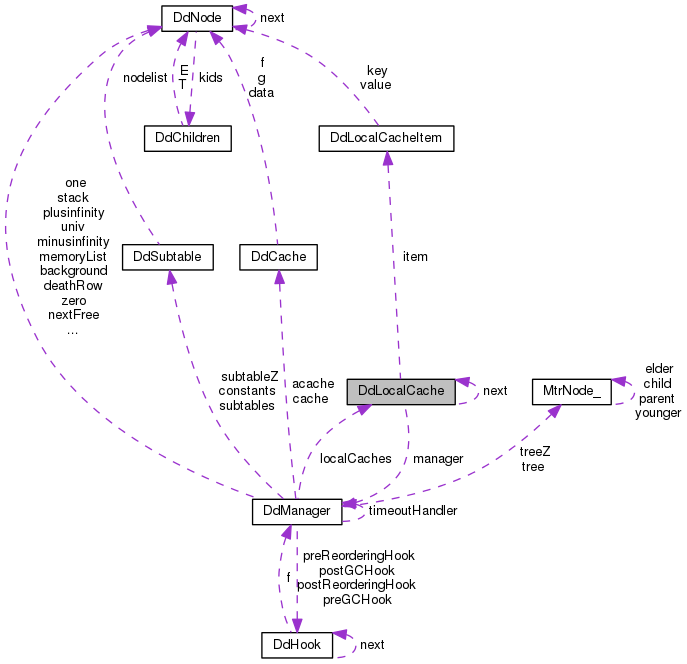 DdNode
next
nodelist
E
T
kids
f
g
data
key
value
DdChildren
DdLocalCacheItem
one
stack
plusinfinity
univ
minusinfinity
memoryList
background
deathRow
zero
nextFree
...
DdSubtable
DdCache
item
subtableZ
constants
subtables
acache
cache
DdLocalCache
next
MtrNode_
elder
child
parent
younger
localCaches
manager
treeZ
tree
DdManager
timeoutHandler
f
preReorderingHook
postGCHook
postReorderingHook
preGCHook
DdHook
next